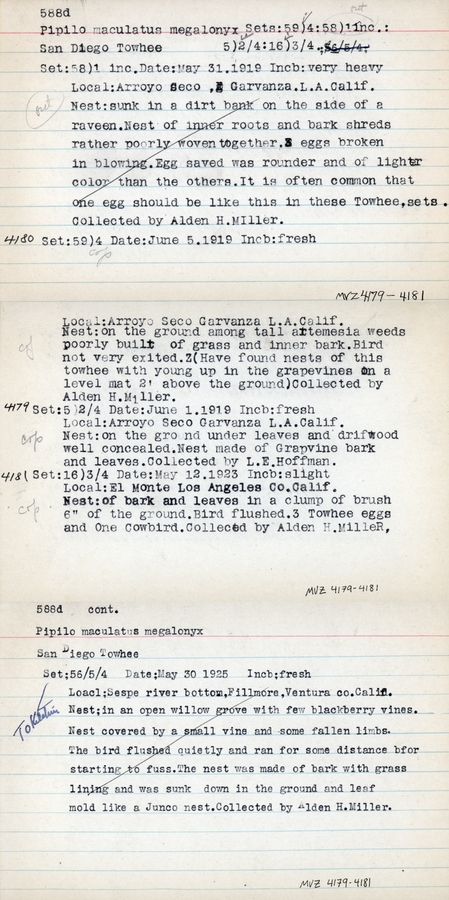 588d
Pipilo maculatus megalonyx Sets:59)4:58)1inc.:
San Diego Towhee 5)2/4:16)3/4.;56/5/4.
Set:58)1 inc.Date:May 31.1919 Incb:very heavy
Local:Arroyo Seco , Garvanza.L.A.Calif.
Nest:sunk in a dirt bank on the side of a
raveen.Nest of inner roots and bark shreds
rather poorly woven together. eggs broken
in blowing.Egg saved was rounder and of lighter
color than the others.It is often common that
one egg should be like this in these Towhee,sets.
Collected by Alden H.MIller.
4180 Set:59)4 Date:June 5.1919 Incb:fresh
MVZ 4179-4181
Local:Arroyo Seco Garvanza L.A.Calif.
Nest:on the ground among tall artemesia weeds
poorly built of grass and inner bark.Bird
not very exited.Z(Have found nests of this
towhee with young up in the grapevines on a
level mat 2' above the ground)Collected by
Alden H.Miller.
4179 Set:5)2/4 Date:June 1.1919 Incb:fresh
Local:Arroyo Seco Garvanza L.A.Calif.
Nest:on the gro nd under leaves and driftwood
well concealed.Nest made of Grapvine bark
and leaves.Collected by L.E.Hoffman.
4181 Set:16)3/4 Date:May 12.1923 Inc:slight
Local:El Monte Los Angeles Co.Calif.
Nest:of bark and leaves in a clump of brush
6" of the ground.Bird flushed.3 Towhee eggs
and One Cowbird.Colleced by Alden H.MilleR,
MVZ 4179-4181
588d cont.
Pipilo maculatus megalonyx
San Diego Towhee
Set;56/5/4 Date;May 30 1925 Incb;fresh
Loacl;Sespe river bottom,Fillmore,Ventura co.Calif.
Nest;in an open willow grove with few blackberry vines.
Nest covered by a small vine and some fallen limbs.
The bird flushed quietly and ran for some distance bfor
starting to fuss.The nest was made of bark with grass
lining and was sunk down in the ground and leaf
mold like a Junco nest.Collected by Alden H.Miller.
MVZ 4179-4181